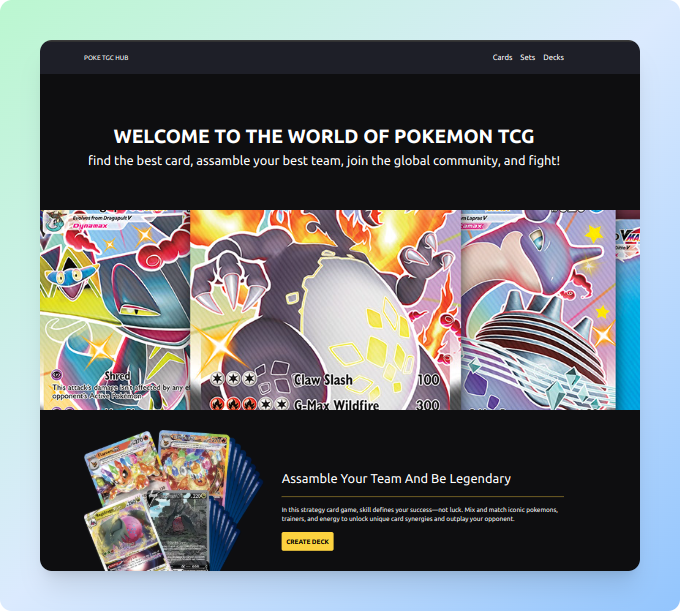 POKE TGC HUB
Cards Sets Decks
WELCOME TO THE WORLD OF POKEMON TCG
find the best card, assamble your best team, join the global community, and fight!
Evolves from Dragapult V
Dynamax
Shred
This attack's damage isn't affected by any e
opponent's Active Pokémon.
Claw Slash 100
G-Max Wildfire 300
m Lapras V
amax
Assamble Your Team And Be Legendary
In this strategy card game, skill defines your success—not luck. Mix and match iconic pokemons,
trainers, and energy to unlock unique card synergies and outplay your opponent.
CREATE DECK